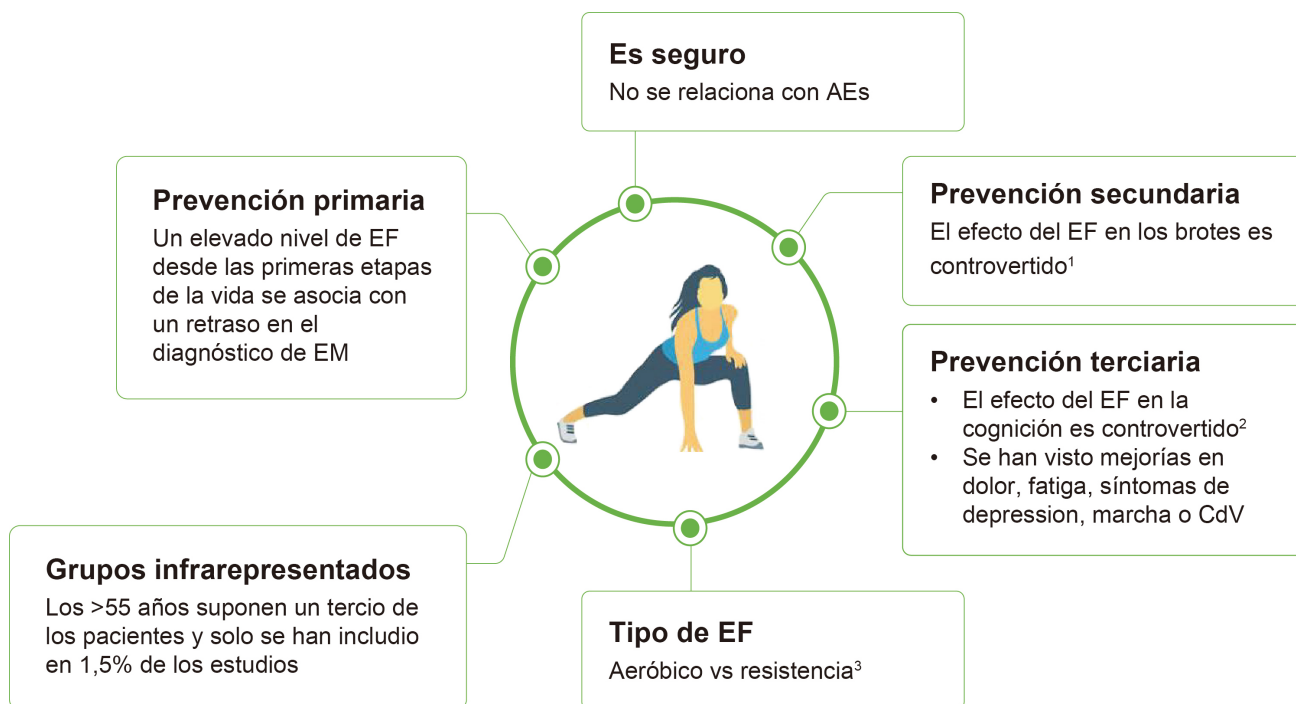 Es seguro
No se relaciona con AEs
Prevención primaria
Un elevado nivel de EF
desde las primeras etapas
de la vida se asocia con
un retraso en el
diagnóstico de EM
Prevención secundaria
El efecto del EF en los brotes es
controvertido¹
Prevención terciaria
• El efecto del EF en la
cognición es controvertido²
• Se han visto mejorías en
dolor, fatiga, síntomas de
depression, marcha o CdV
Grupos infrarepresentados
Los >55 años suponen un tercio de
los pacientes y solo se han includio
en 1,5% de los estudios
Tipo de EF
Aeróbico vs resistencia³